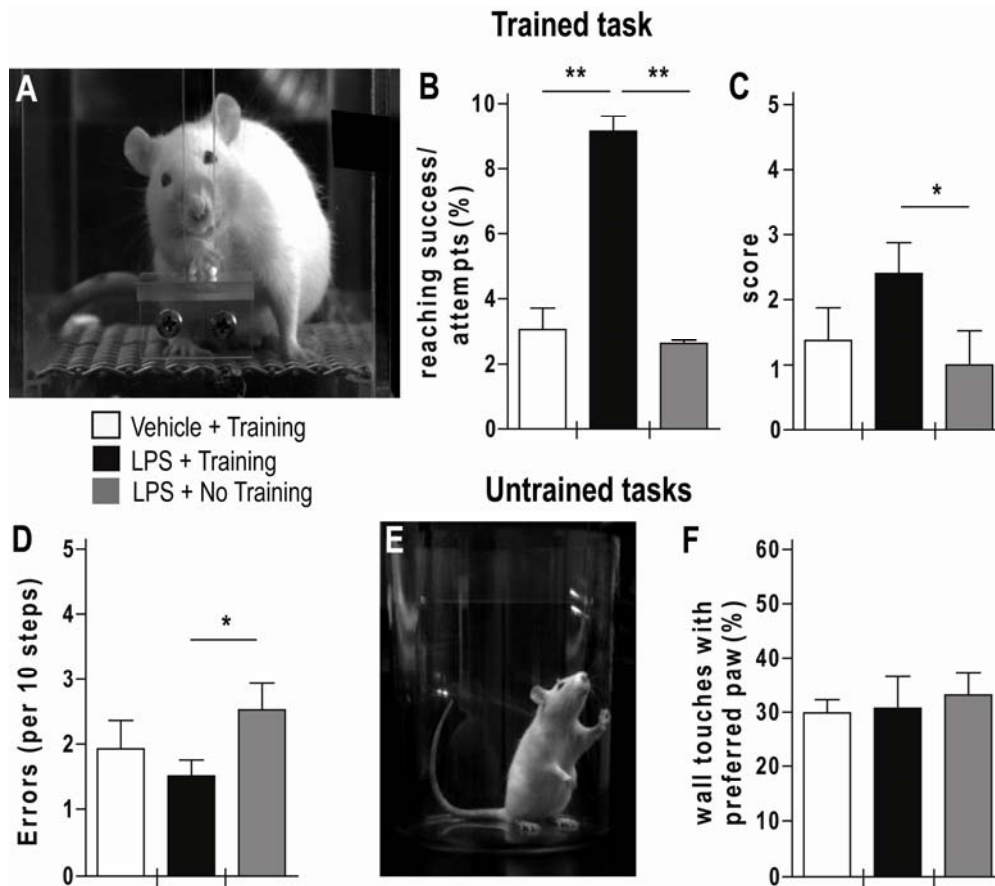 Trained task
A
B
**
**
10
8
6
4
2
0
reaching success/
attempts (%)
C
*
5
4
3
2
1
0
score
Vehicle + Training
LPS + Training
LPS + No Training
Untrained tasks
D
*
5
4
3
2
1
0
Errors (per 10 steps)
E
F
60
50
40
30
20
10
0
wall touches with
preferred paw (%)